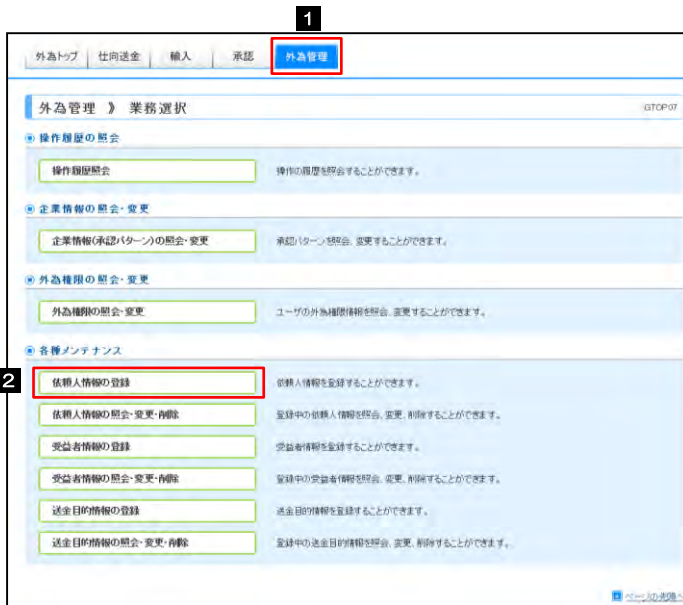 1
外為トップ 仕向送金 輸入 承認 外為管理
外為管理 》 業務選択 GTOP07
操作履歴の照会
操作履歴照会 操作の履歴を照会することができます。
企業情報の照会・変更
企業情報(承認パターン)の照会・変更 承認パターンを照会、変更することができます。
外為権限の照会・変更
外為権限の照会・変更 ユーザの外為権限情報を照会、変更することができます。
各種メンテナンス
2
依頼人情報の登録 依頼人情報を登録することができます。
依頼人情報の照会・変更・削除 登録中の依頼人情報を照会、変更、削除することができます。
受益者情報の登録 受益者情報を登録することができます。
受益者情報の照会・変更・削除 登録中の受益者情報を照会、変更、削除することができます。
送金目的情報の登録 送金目的情報を登録することができます。
送金目的情報の照会・変更・削除 登録中の送金目的情報を照会、変更、削除することができます。
ページの先頭へ